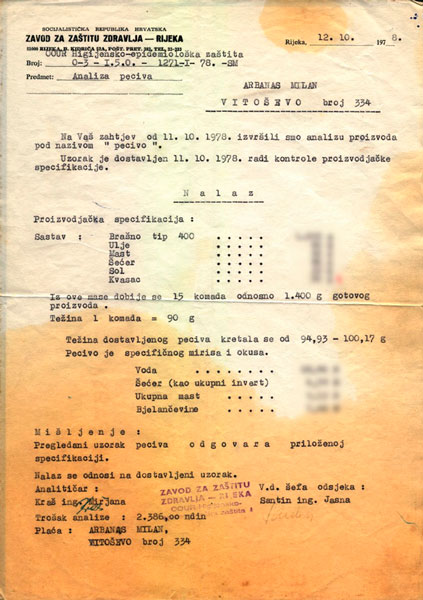 SOCIJALISTIČKA REPUBLIKA HRVATSKA
ZAVOD ZA ZAŠTITU ZDRAVLJA — RIJEKA
OOUR Higijensko-epidemiološka zaštita
Rijeka, 12.10. 1978.
Broj: O-3 - I.5.0. - 1271-I- 78. -SM
Predmet: Analiza peciva
ARBANAS MILAN
VITOŠEVO broj 334
Na Vaš zahtjev od 11.10.1978. izvršili smo analizu proizvoda
pod nazivom " pecivo ".
Uzorak je dostavljen 11.10.1978. radi kontrole proizvodjačke
specifikacije.
N a l a z
Proizvodjačka specifikacija :
Sastav : Brašno tip 400 . . . . .
Ulje . . . . .
Mast . . . . .
Šećer . . . . .
Sol . . . . .
Kvasac . . . . .
Iz ove mase dobije se 15 komada odnosno 1.400 g gotovog
proizvoda .
Težina 1 komada = 90 g
Težina dostavljenog peciva kretala se od 94,93 - 100,17 g
Pecivo je specifičnog mirisa i okusa.
Voda . . . . . . . .
Šećer (kao ukupni invert)
Ukupna mast . . . . .
Bjelančevine . . . . .
M i š l j e n j e :
Pregledani uzorak peciva o d g o v a r a priloženoj
specifikaciji.
Nalaz se odnosi na dostavljeni uzorak.
Analitičar : V.d. šefa odsjeka :
Kraš ing. Mirjana Santin ing. Jasna
ZAVOD ZA ZAŠTITU
ZDRAVLJA — RIJEKA
Trošak analize : 2.386,oo ndin
Plaća : ARBANAS MILAN,
VITOŠEVO broj 334